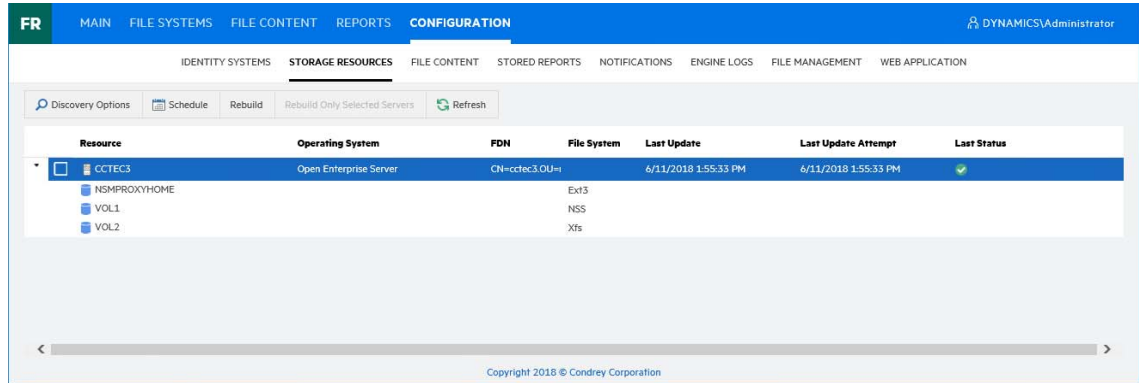 FR MAIN FILE SYSTEMS FILE CONTENT REPORTS CONFIGURATION DYNAMICS\Administrator
IDENTITY SYSTEMS STORAGE RESOURCES FILE CONTENT STORED REPORTS NOTIFICATIONS ENGINE LOGS FILE MANAGEMENT WEB APPLICATION
Discovery Options Schedule Rebuild Rebuild Only Selected Servers Refresh
Resource Operating System FDN File System Last Update Last Update Attempt Last Status
CCTEC3 Open Enterprise Server CN=cctec3.OU=i 6/11/2018 1:55:33 PM 6/11/2018 1:55:33 PM
NSMPROXYHOME Ext3
VOL1 NSS
VOL2 Xfs
Copyright 2018 © Condrey Corporation